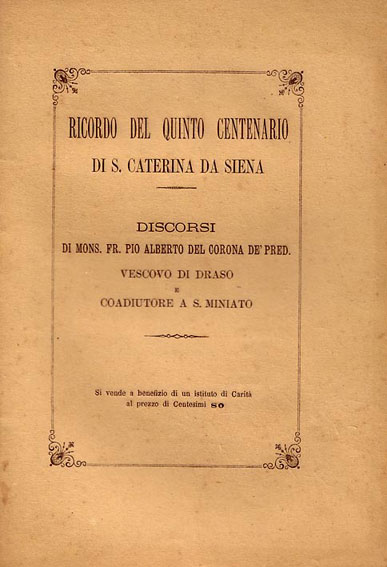 RICORDO DEL QUINTO CENTENARIO
DI S. CATERINA DA SIENA
DISCORSI
DI MONS. FR. PIO ALBERTO DEL CORONA DE' PRED.
VESCOVO DI DRASO
E
COADIUTORE A S. MINIATO
Si vende a benefizio di un istituto di Carità
al prezzo di Centesimi 80